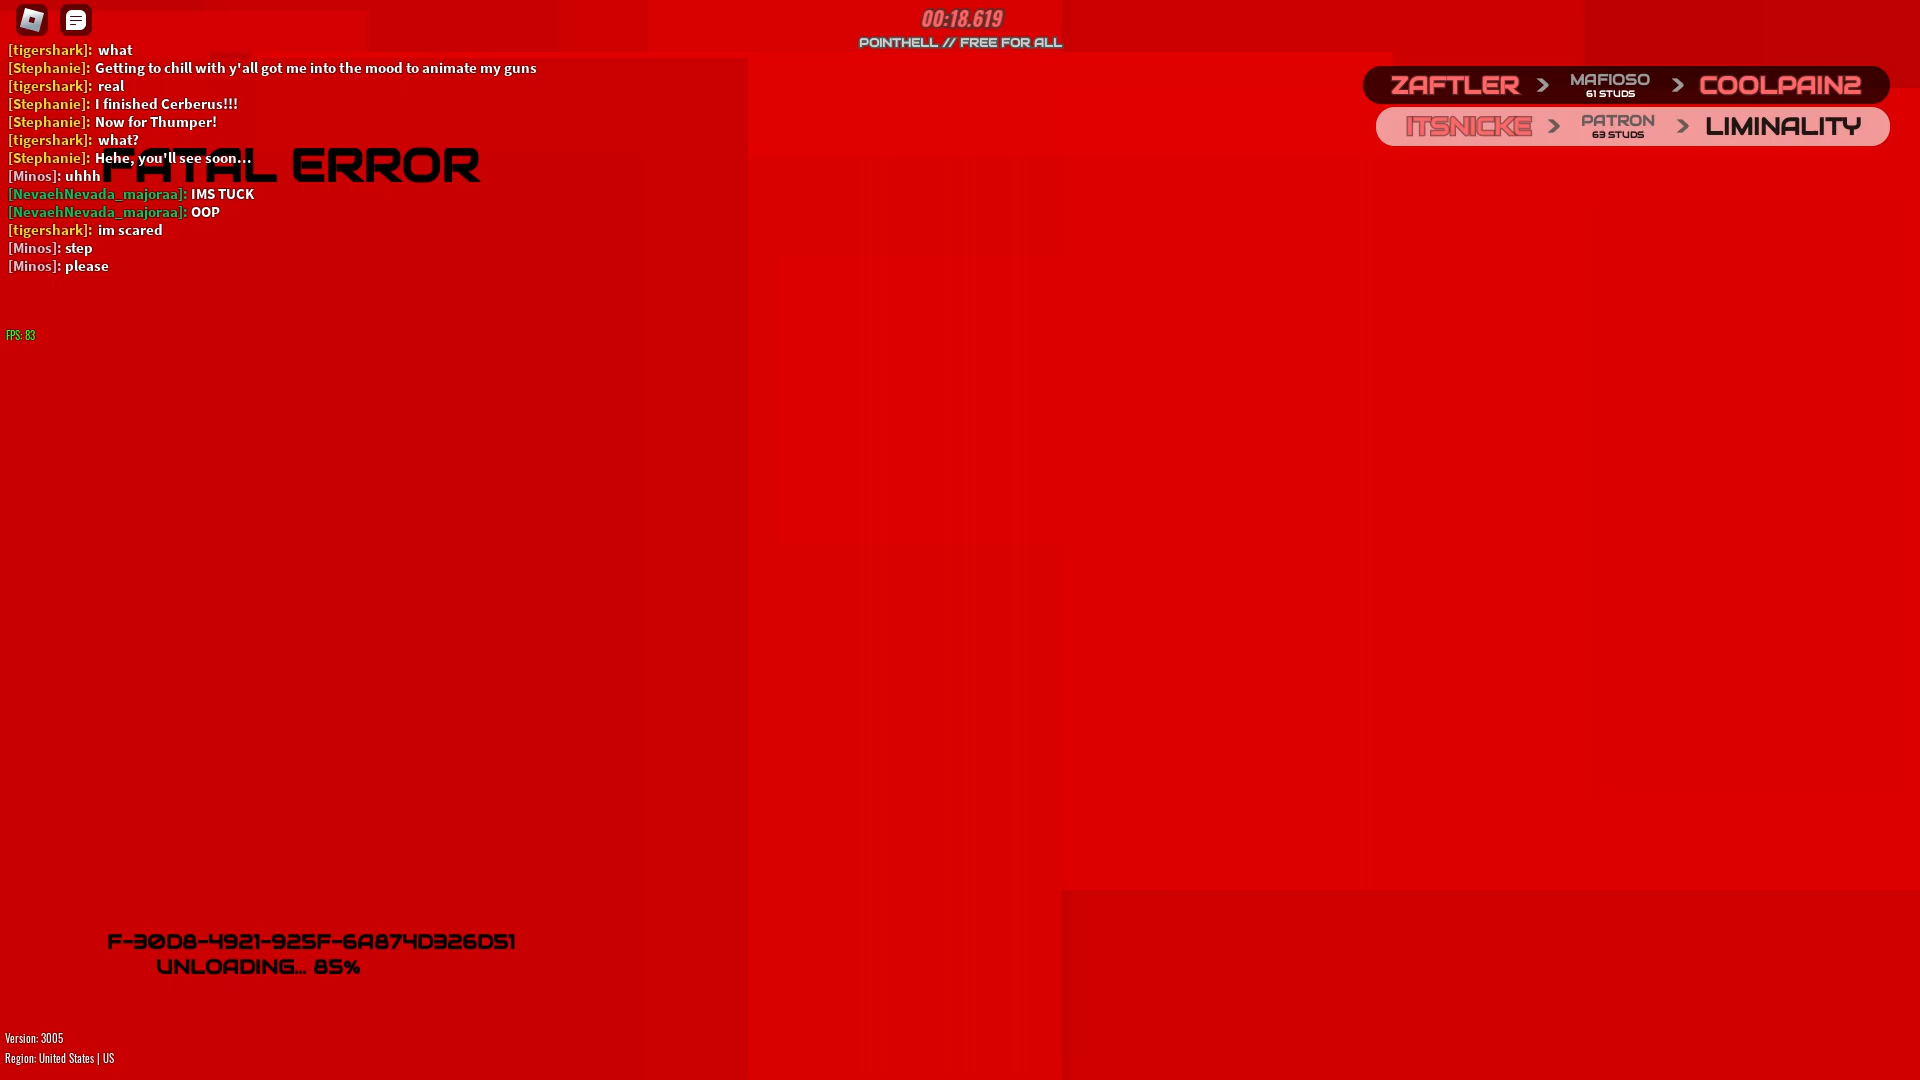 00:18.619
POINTHELL // FREE FOR ALL
[tigershark]: what
[Stephanie]: Getting to chill with y'all got me into the mood to animate my guns
[tigershark]: real
[Stephanie]: I finished Cerberus!!!
[Stephanie]: Now for Thumper!
[tigershark]: what?
[Stephanie]: Hehe, you'll see soon...
[Minos]: uhhh
[NevaehNevada_majoraa]: IMS TUCK
[NevaehNevada_majoraa]: OOP
[tigershark]: im scared
[Minos]: step
[Minos]: please
FATAL ERROR
ZAFTLER > MAFIOSO > COOLPAIN2
61 STUDS
ITSNICKE > PATRON > LIMINALITY
63 STUDS
FPS: 83
F-30D8-4921-925F-6A874D326D51
UNLOADING... 85%
Version: 3005
Region: United States | US